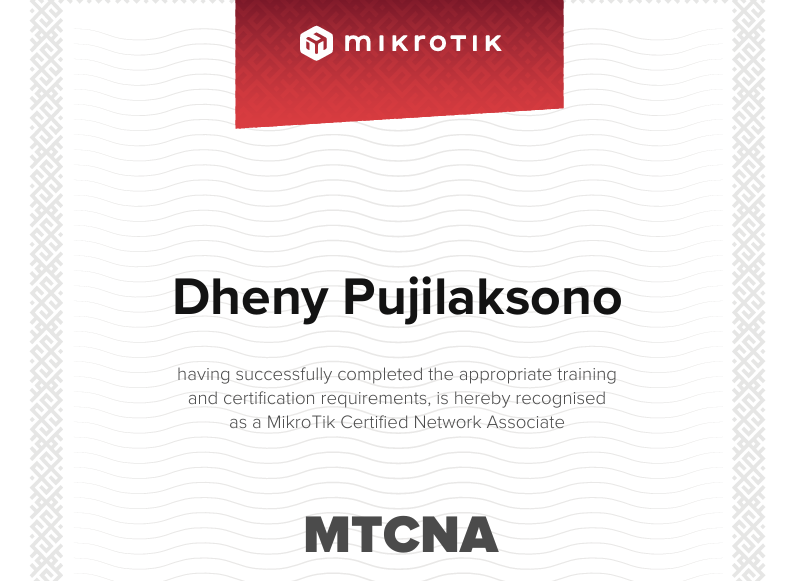 mikrotik
Dheny Pujilaksono
having successfully completed the appropriate training
and certification requirements, is hereby recognised
as a MikroTik Certified Network Associate
MTCNA